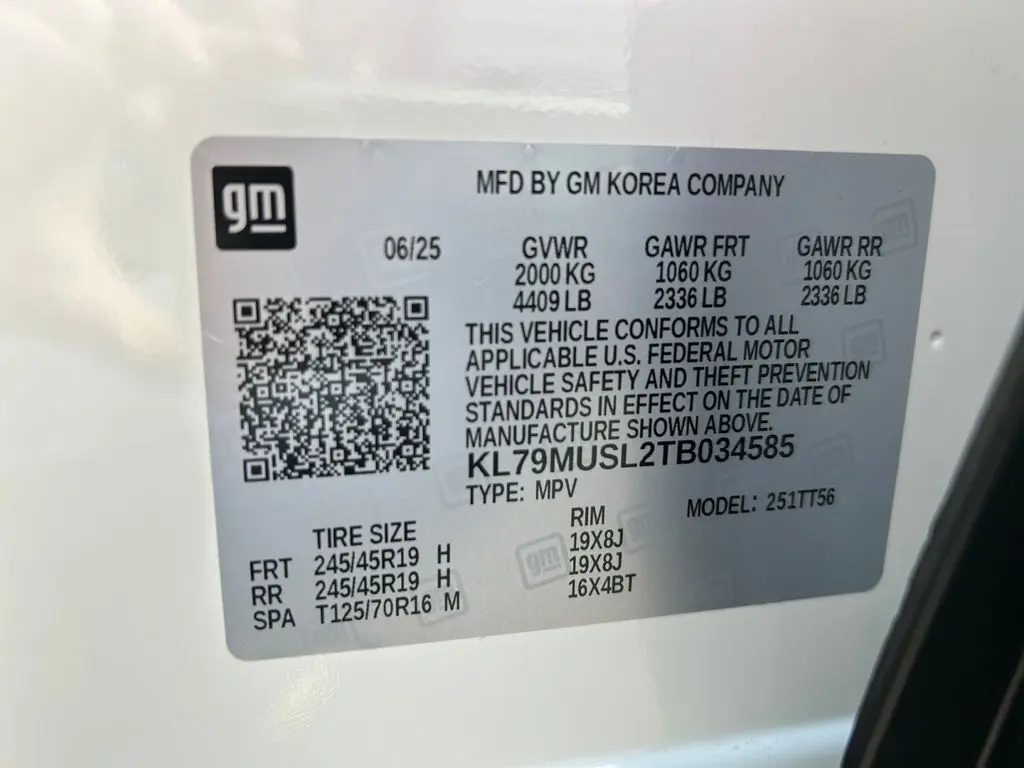 gm
MFD BY GM KOREA COMPANY
06/25 GVWR GAWR FRT GAWR RR
2000 KG 1060 KG 1060 KG
4409 LB 2336 LB 2336 LB
THIS VEHICLE CONFORMS TO ALL
APPLICABLE U.S. FEDERAL MOTOR
VEHICLE SAFETY AND THEFT PREVENTION
STANDARDS IN EFFECT ON THE DATE OF
MANUFACTURE SHOWN ABOVE.
KL79MUSL2TB034585
TYPE: MPV MODEL: 251TT56
TIRE SIZE RIM
FRT 245/45R19 H 19X8J
RR 245/45R19 H 19X8J
SPA T125/70R16 M 16X4BT
gm